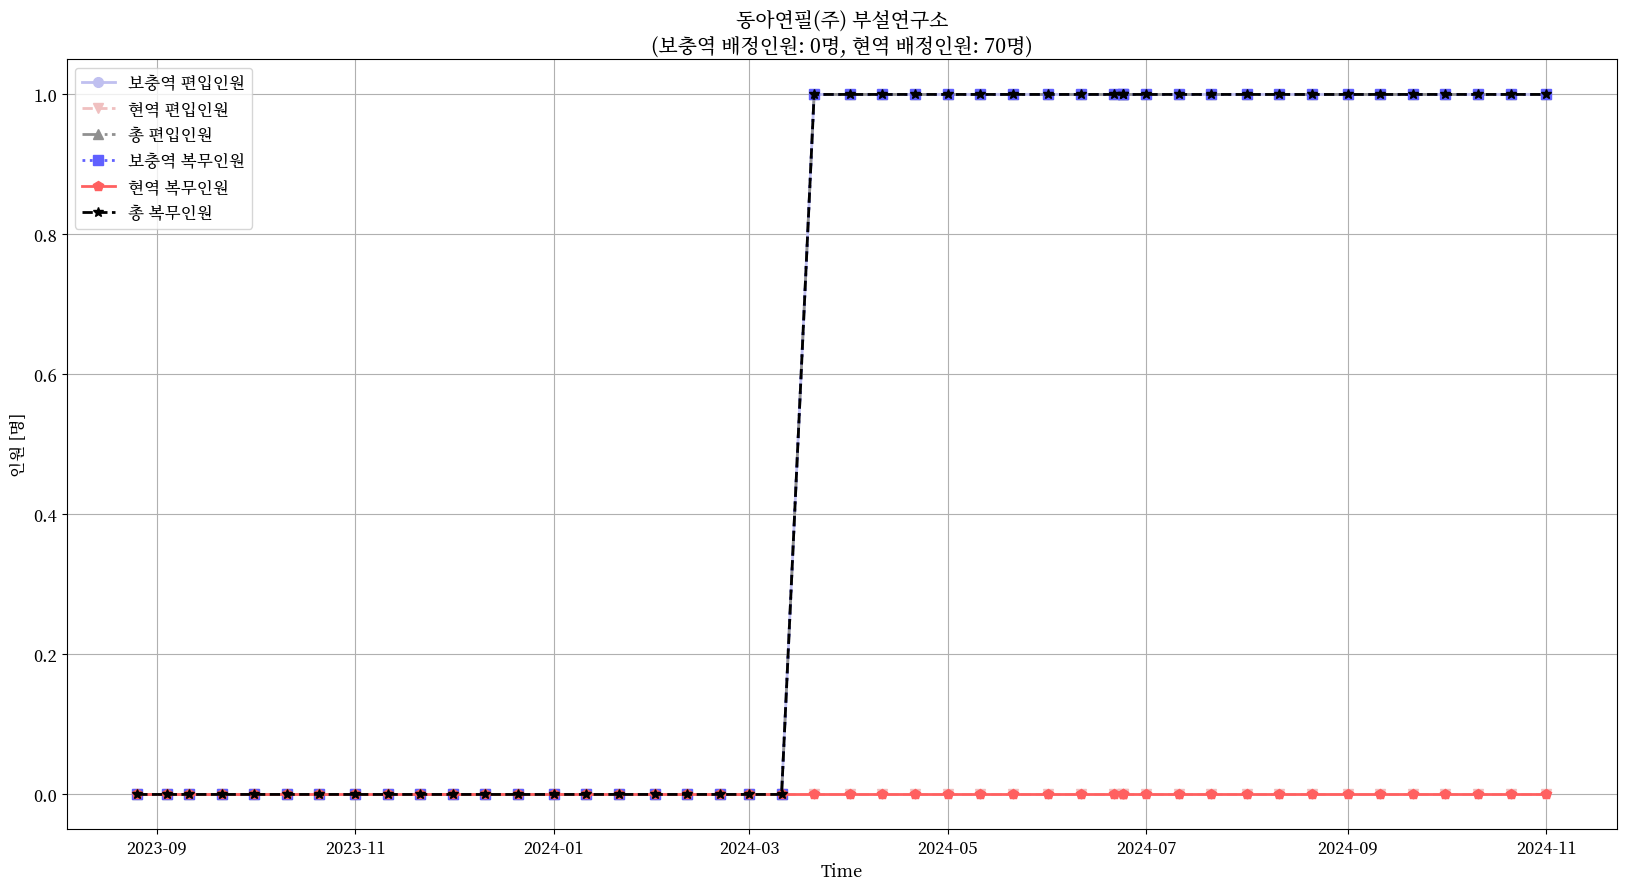 동아연필(주) 부설연구소
(보충역 배정인원: 0명, 현역 배정인원: 70명)
보충역 편입인원
현역 편입인원
총 편입인원
보충역 복무인원
현역 복무인원
총 복무인원
1.0
0.8
0.6
0.4
0.2
0.0
인원 [명]
2023-09 2023-11 2024-01 2024-03 2024-05 2024-07 2024-09 2024-11
Time